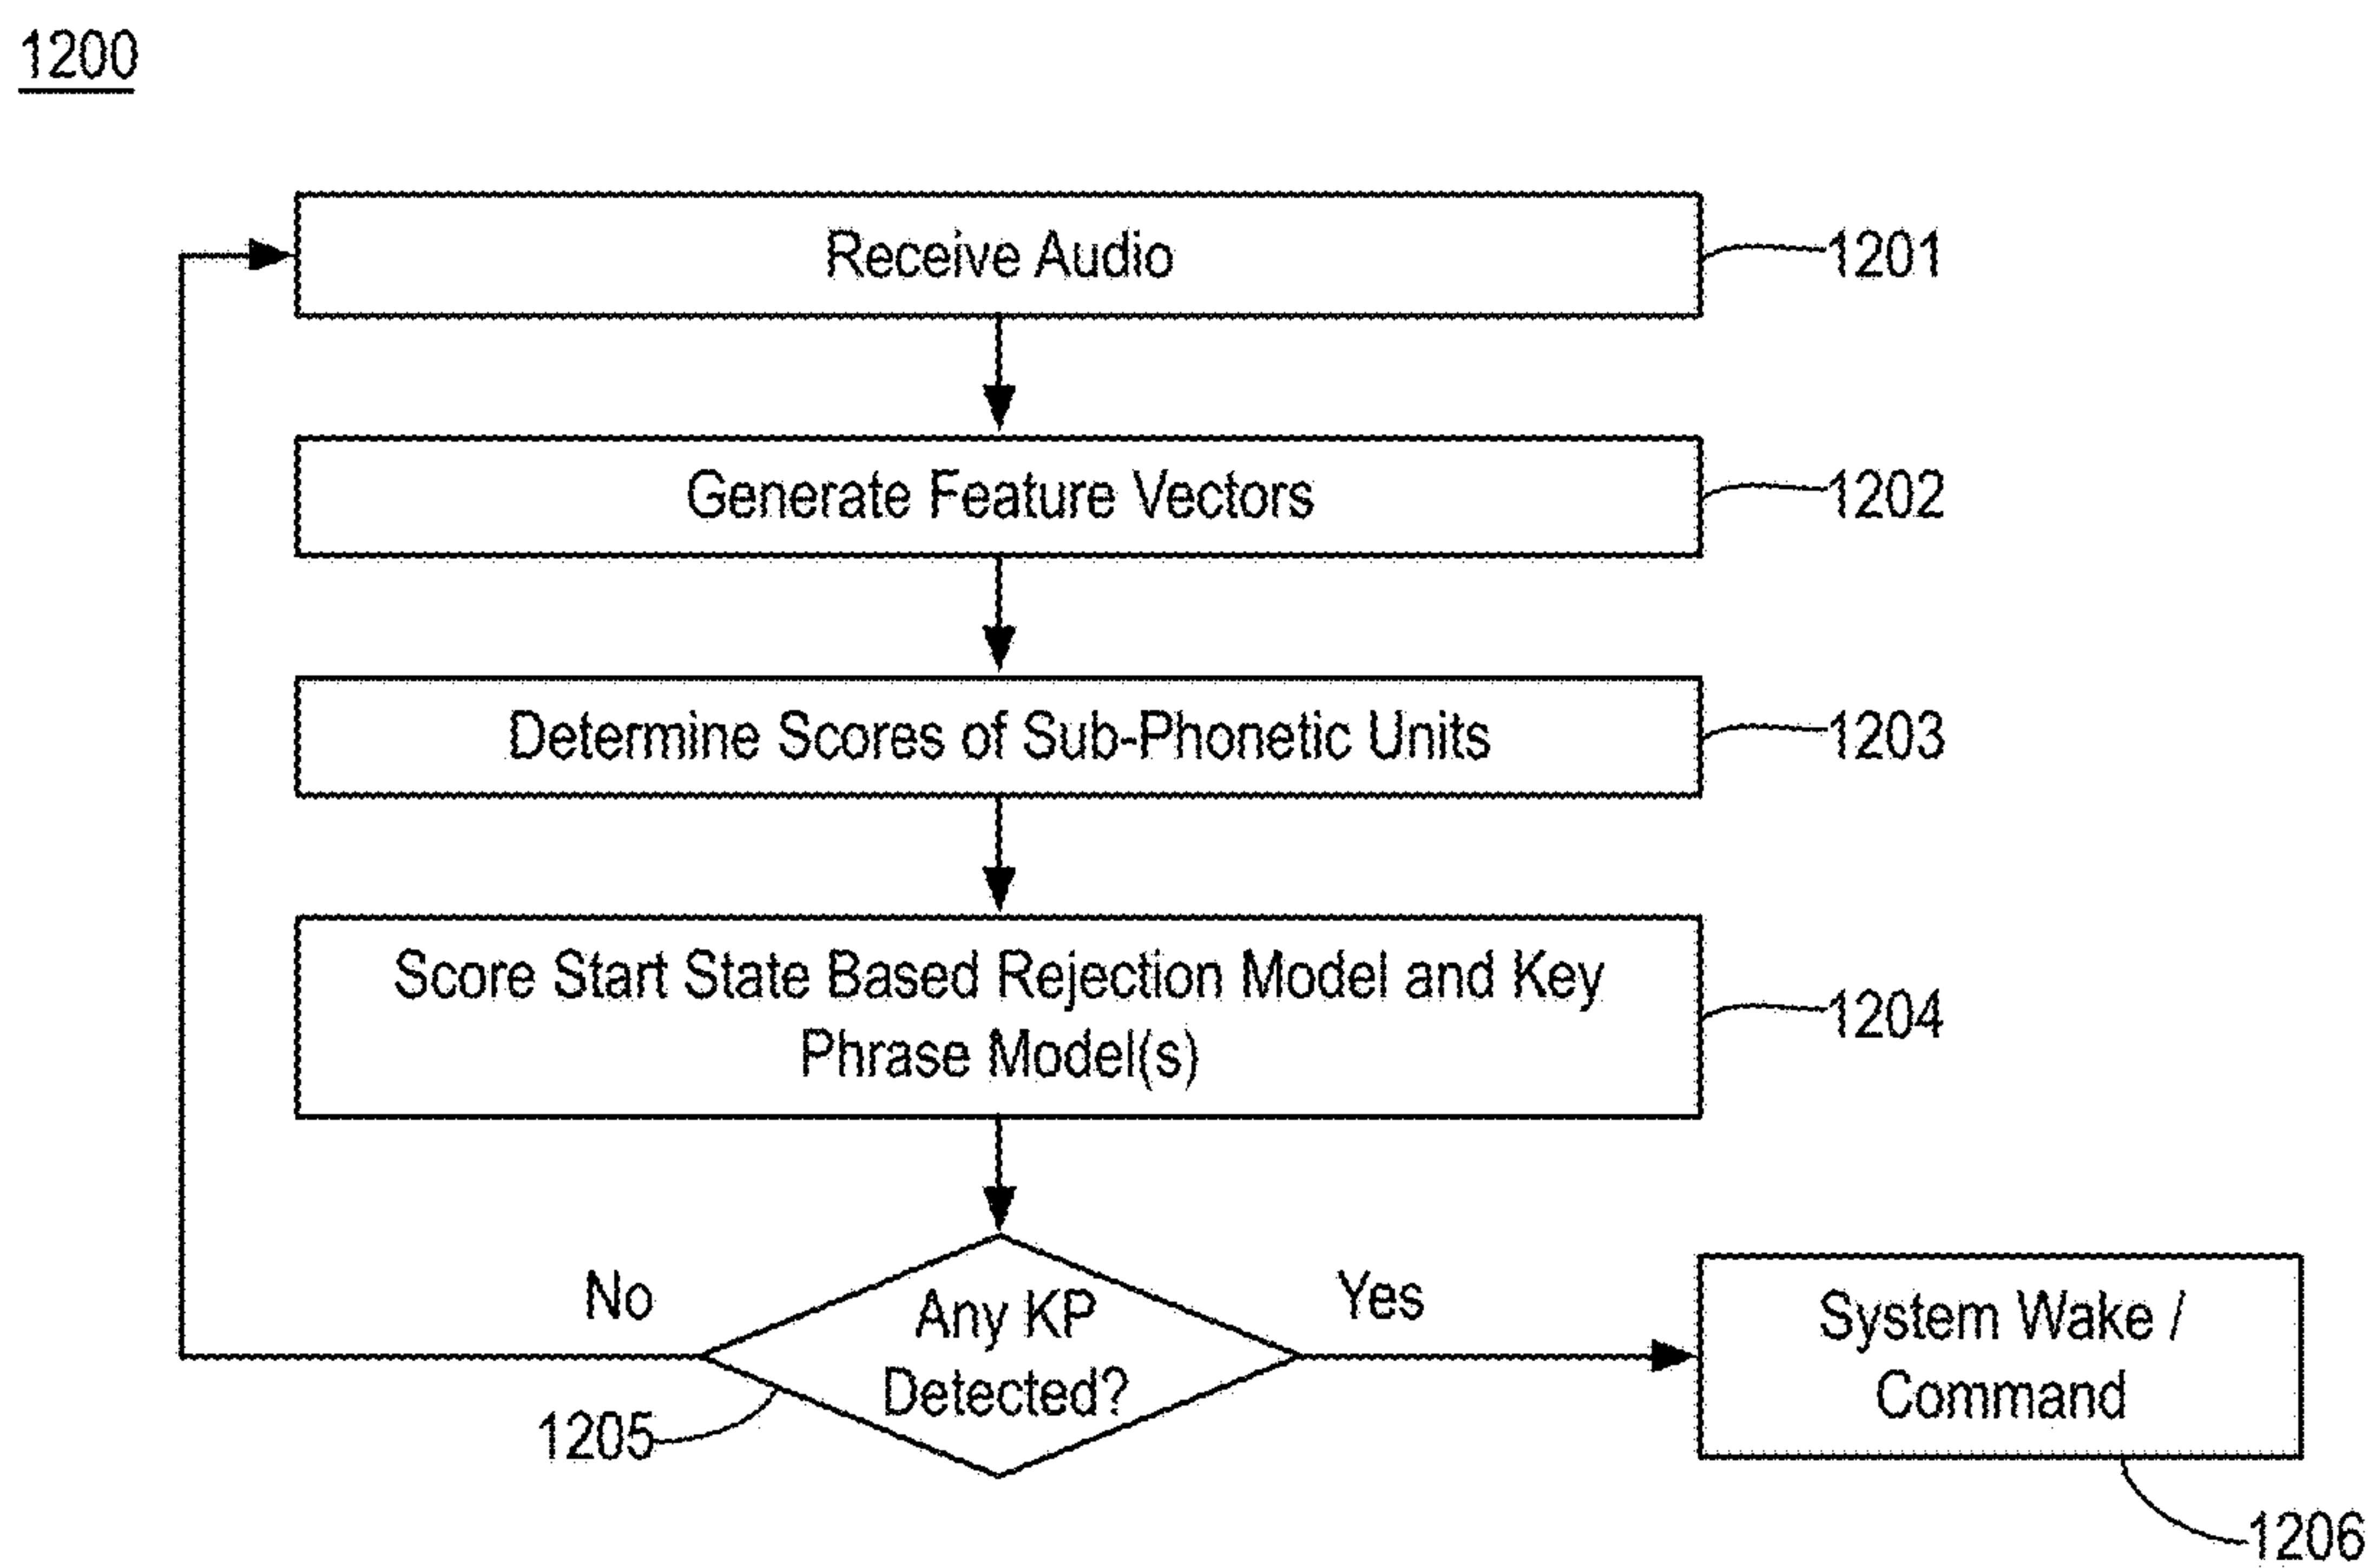 1200
Receive Audio
1201
Generate Feature Vectors
1202
Determine Scores of Sub-Phonetic Units
1203
Score Start State Based Rejection Model and Key
Phrase Model(s)
1204
No
Any KP
Detected?
Yes
1205
System Wake /
Command
1206